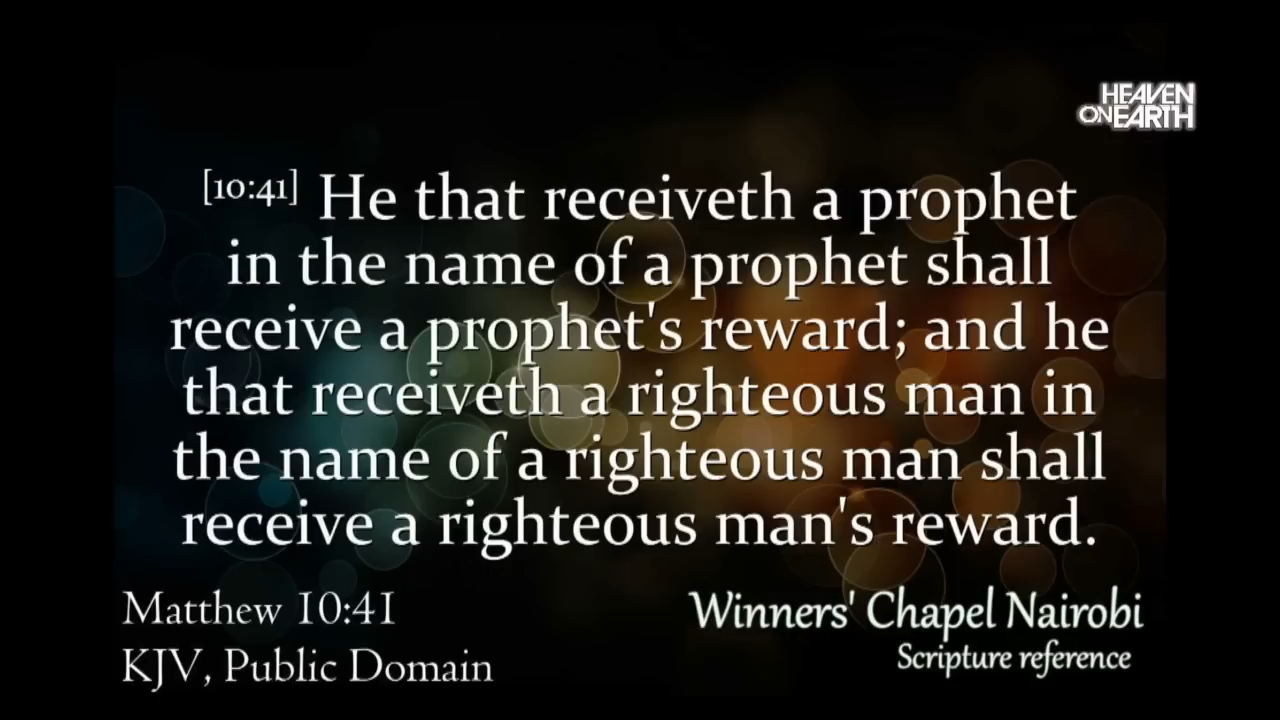 HEAVEN
ON EARTH
[10:41] He that receiveth a prophet
in the name of a prophet shall
receive a prophet's reward; and he
that receiveth a righteous man in
the name of a righteous man shall
receive a righteous man's reward.
Matthew 10:41
KJV, Public Domain
Winners' Chapel Nairobi
Scripture reference